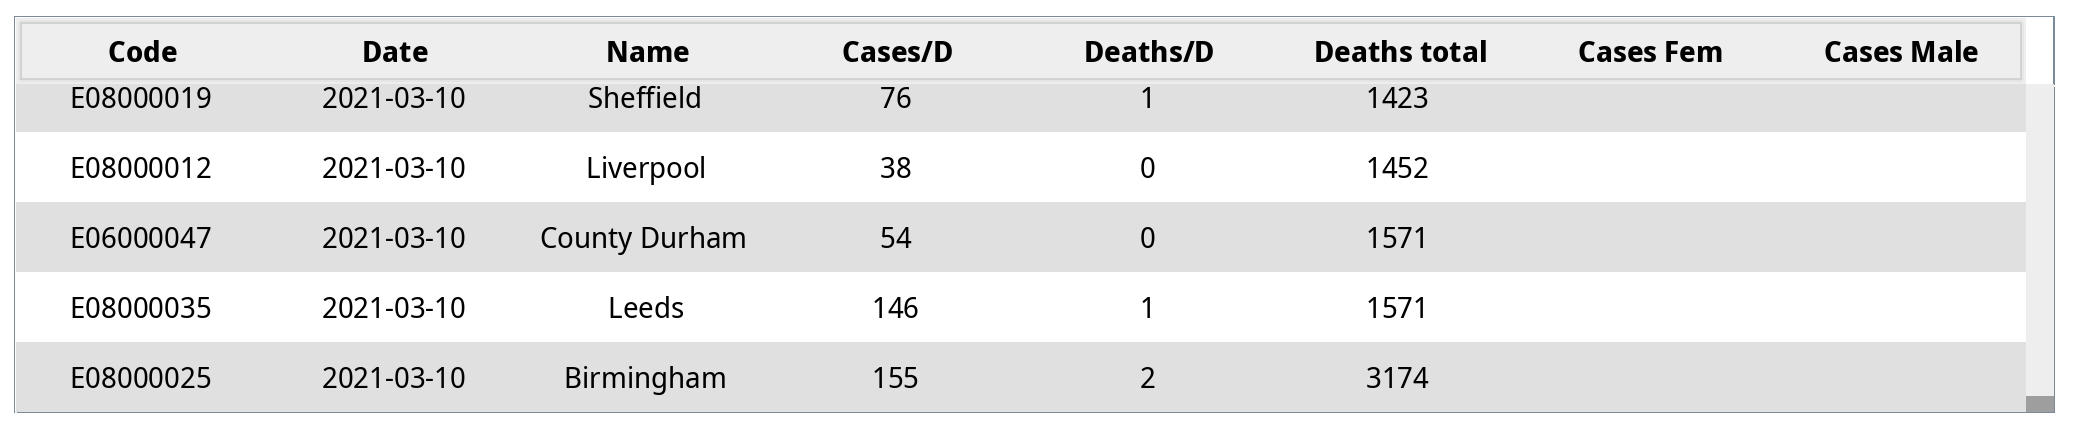 Code Date Name Cases/D Deaths/D Deaths total Cases Fem Cases Male
E08000019 2021-03-10 Sheffield 76 1 1423
E08000012 2021-03-10 Liverpool 38 0 1452
E06000047 2021-03-10 County Durham 54 0 1571
E08000035 2021-03-10 Leeds 146 1 1571
E08000025 2021-03-10 Birmingham 155 2 3174